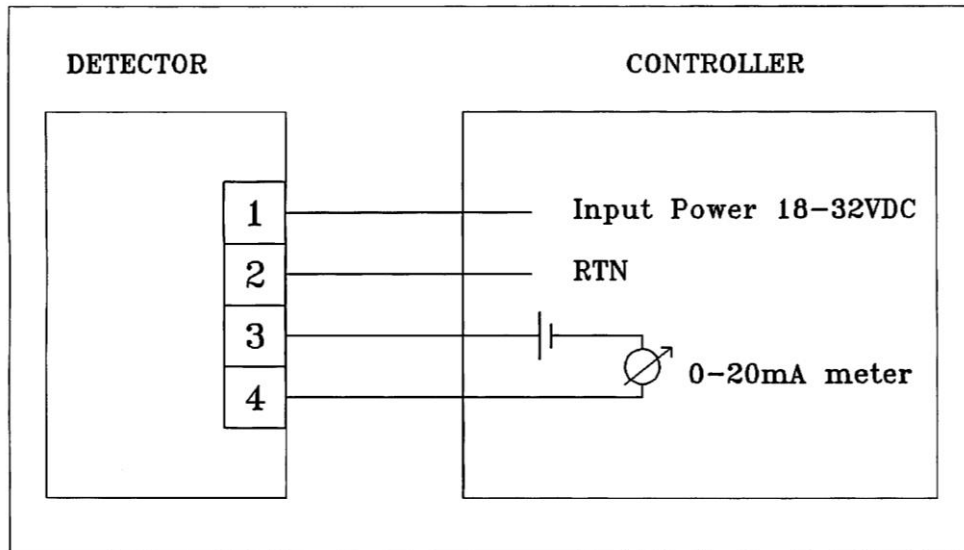 DETECTOR
CONTROLLER
1
Input Power 18-32VDC
2
RTN
3
4
0-20mA meter